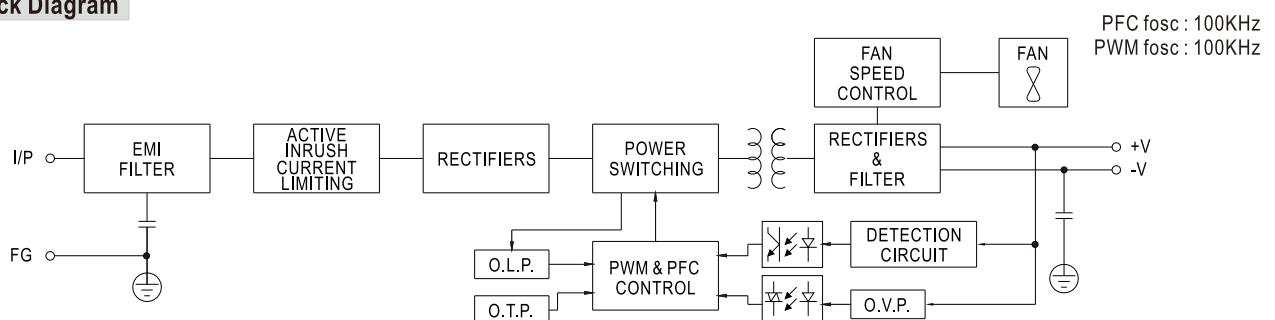 ck Diagram
PFC fosc : 100KHz
PWM fosc : 100KHz
FAN
SPEED
CONTROL
FAN
I/P
EMI
FILTER
ACTIVE
INRUSH
CURRENT
LIMITING
RECTIFIERS
POWER
SWITCHING
RECTIFIERS
&
FILTER
+V
-V
FG
O.L.P.
O.T.P.
PWM & PFC
CONTROL
DETECTION
CIRCUIT
O.V.P.